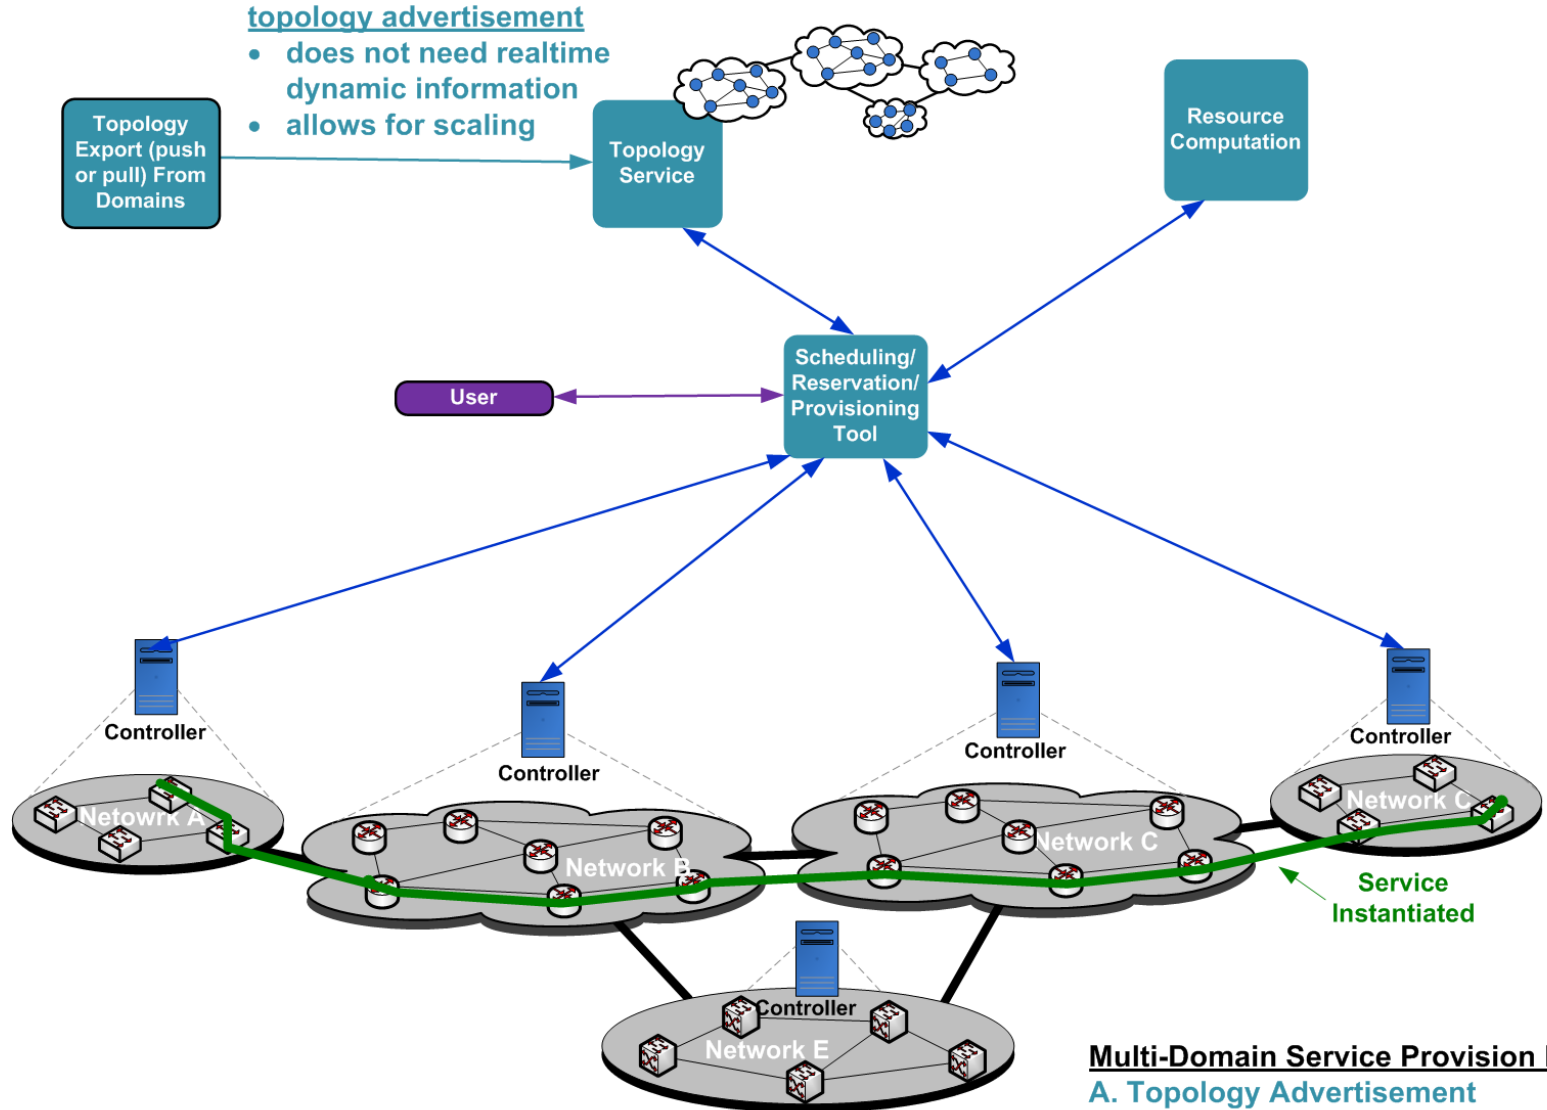 topology advertisement
• does not need realtime
dynamic information
• allows for scaling
Topology
Export (push
or pull) From
Domains
Topology
Service
Resource
Computation
Scheduling/
Reservation/
Provisioning
Tool
User
Controller
Controller
Controller
Controller
Netowrk A
Network B
Network C
Network C
Service
Instantiated
Controller
Network E
Multi-Domain Service Provision
A. Topology Advertisement